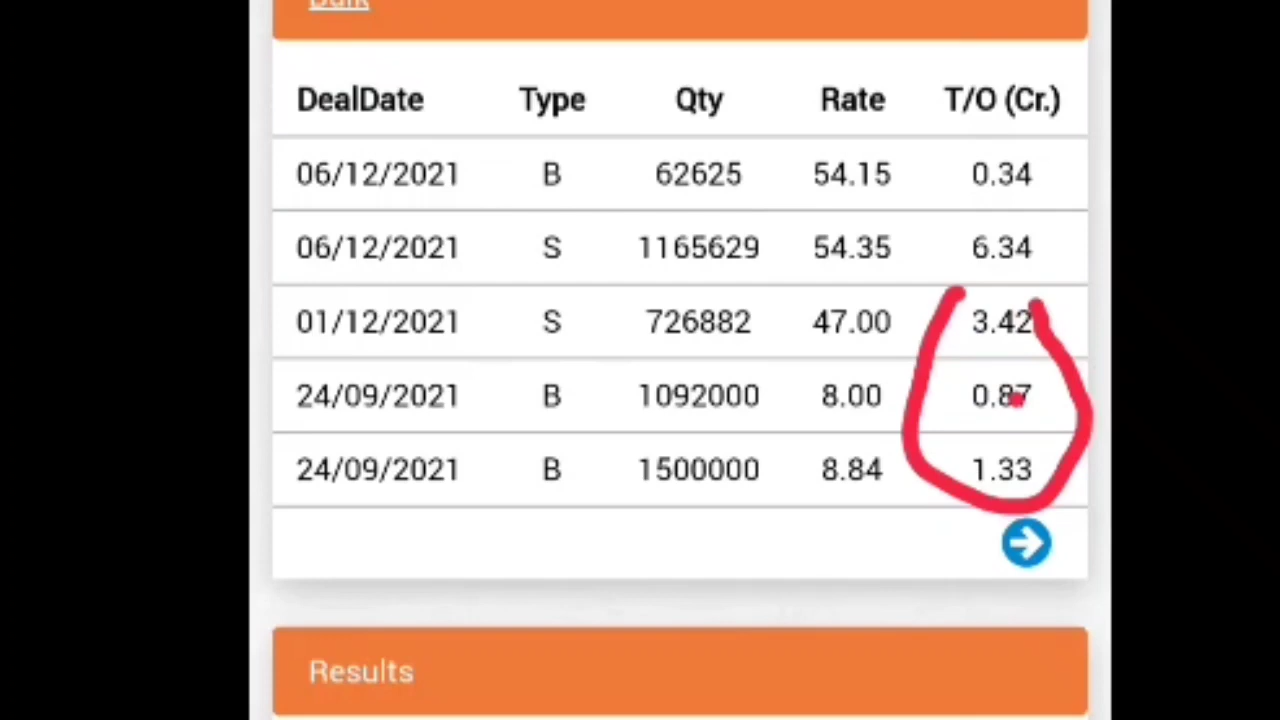 Bulk
DealDate Type Qty Rate T/O (Cr.)
06/12/2021 B 62625 54.15 0.34
06/12/2021 S 1165629 54.35 6.34
01/12/2021 S 726882 47.00 3.42
24/09/2021 B 1092000 8.00 0.87
24/09/2021 B 1500000 8.84 1.33
Results